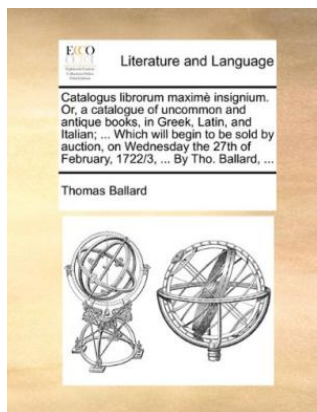 ECCO
Literature and Language
Catalogus librorum maximè insignium.
Or, a catalogue of uncommon and
antique books, in Greek, Latin, and
Italian; ... Which will begin to be sold by
auction, on Wednesday the 27th of
February, 1722/3, ... By Tho. Ballard, ...
Thomas Ballard